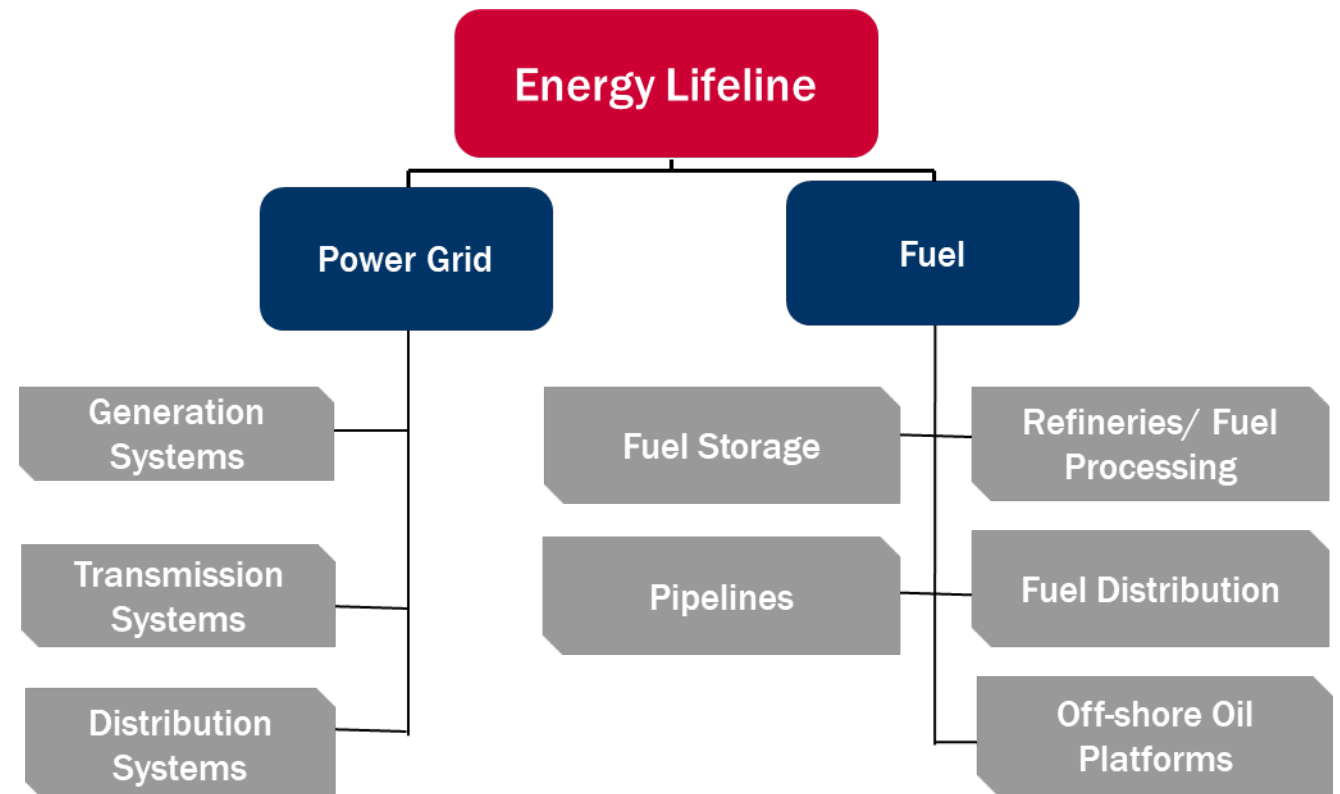 Energy Lifeline
Power Grid
Fuel
Generation
Systems
Transmission
Systems
Distribution
Systems
Fuel Storage
Refineries/ Fuel
Processing
Pipelines
Fuel Distribution
Off-shore Oil
Platforms